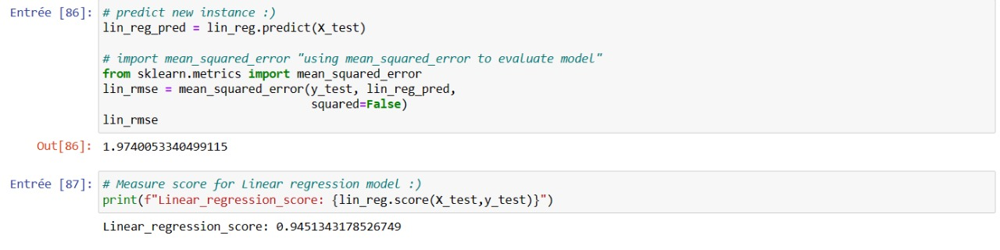 Entrée [86]: # predict new instance :)
lin_reg_pred = lin_reg.predict(X_test)
# import mean_squared_error "using mean_squared_error to evaluate model"
from sklearn.metrics import mean_squared_error
lin_rmse = mean_squared_error(y_test, lin_reg_pred,
squared=False)
lin_rmse
Out[86]: 1.9740053340499115
Entrée [87]: # Measure score for Linear regression model :)
print(f"Linear_regression_score: {lin_reg.score(X_test,y_test)}")
Linear_regression_score: 0.9451343178526749